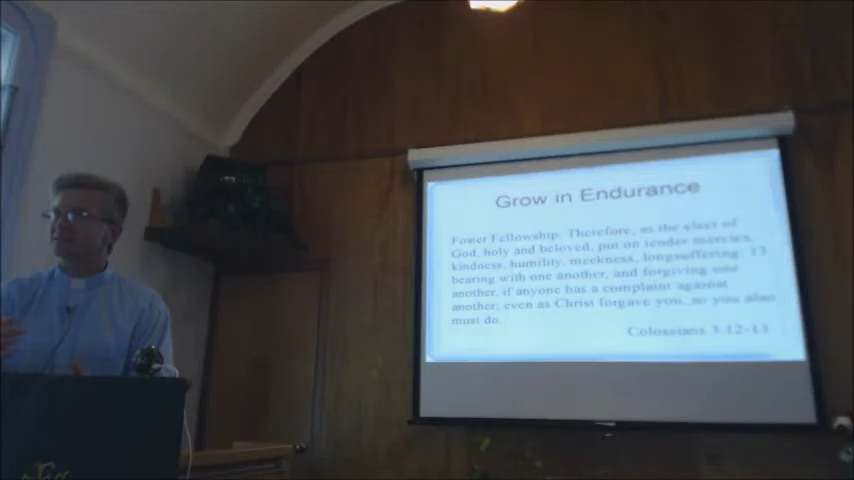 Grow in Endurance
Foster Fellowship. Therefore, as the elect of
God, holy and beloved, put on tender mercies,
kindness, humility, meekness, longsuffering; 13
bearing with one another, and forgiving one
another, if anyone has a complaint against
another; even as Christ forgave you, so you also
must do.
Colossians 3:12-13